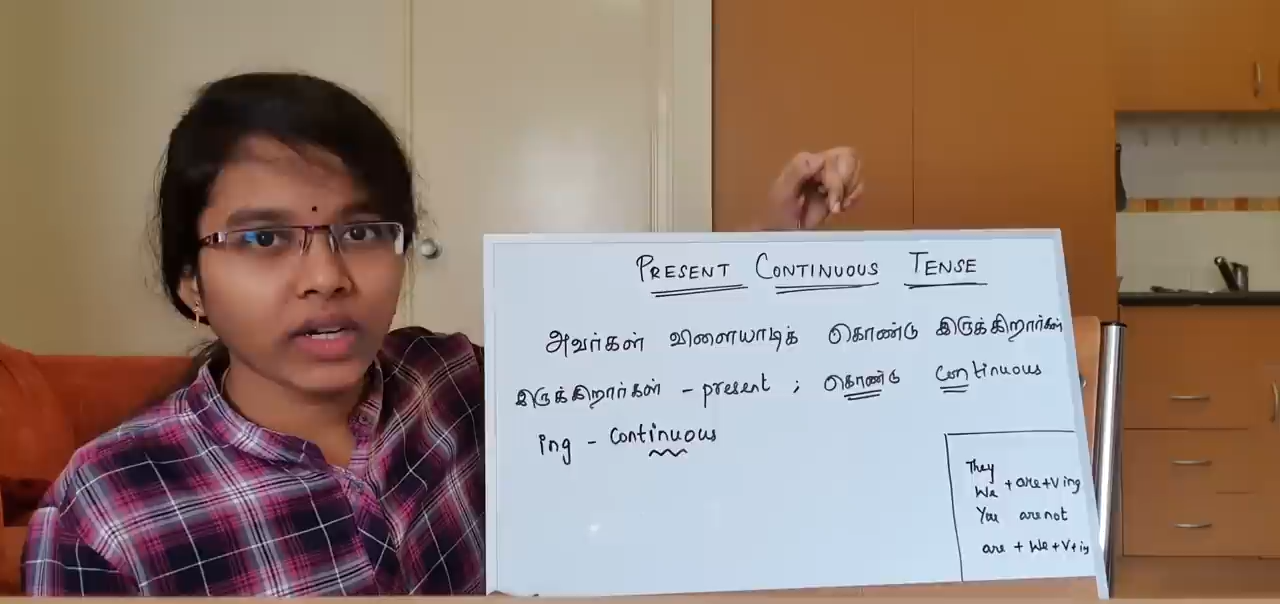 PRESENT CONTINUOUS TENSE
அவர்கள் விளையாடிக் கொண்டு இருக்கிறார்கள்
இருக்கிறார்கள் - present ; கொண்டு continuous
ing - continuous
They
We + are + V ing
You are not
are + We + V + in